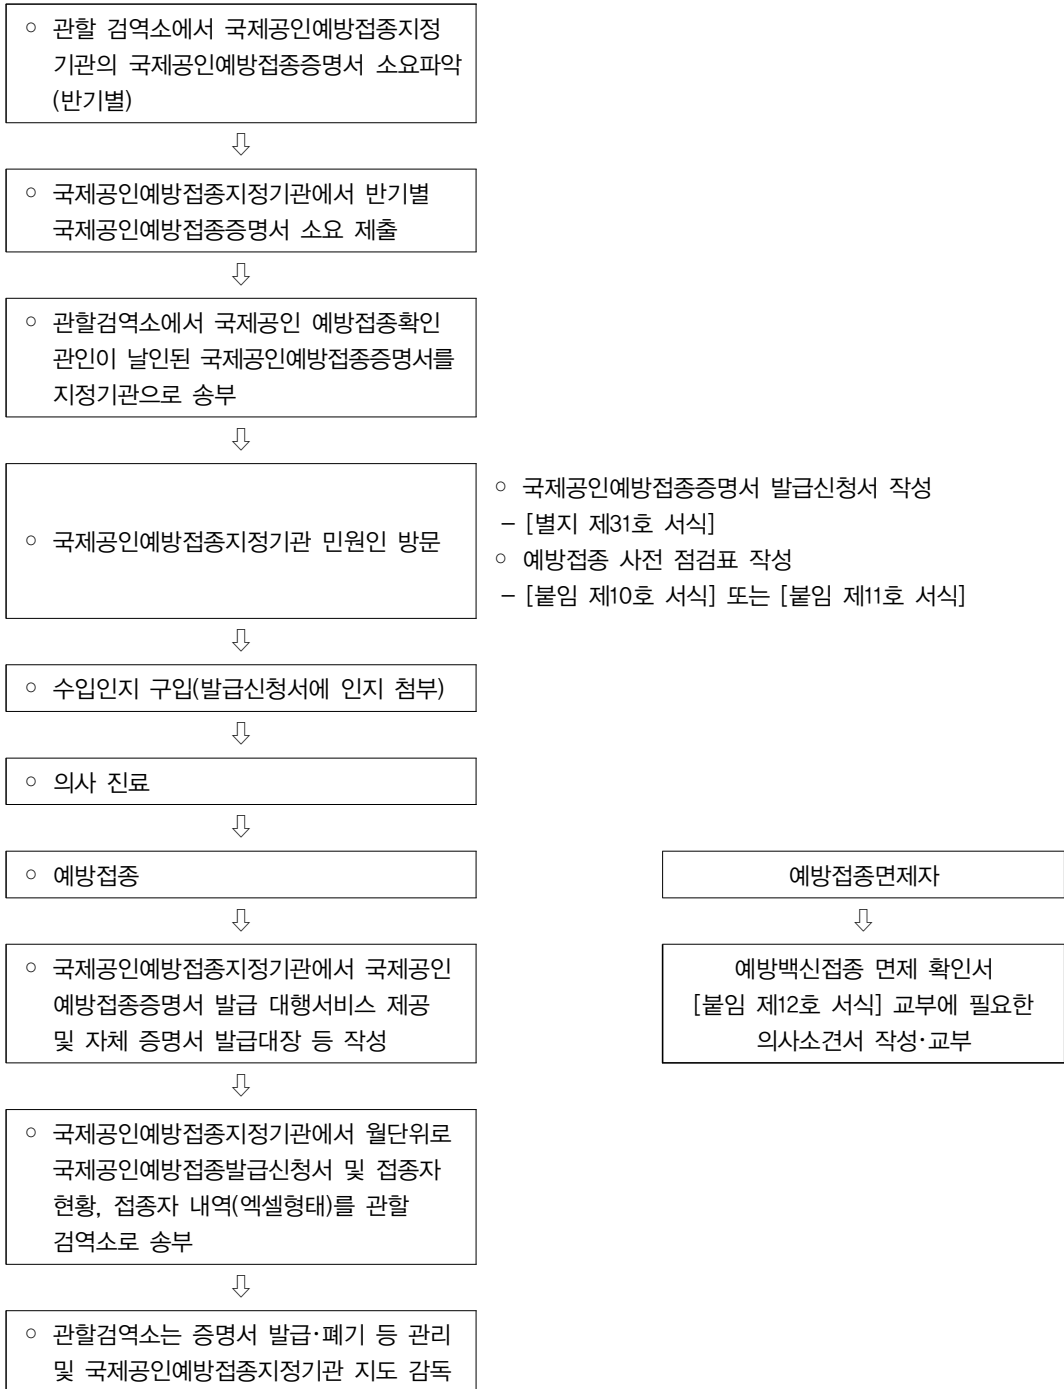 ○ 관할 검역소에서 국제공인예방접종지정
기관의 국제공인예방접종증명서 소요파악
(반기별)
⇩
○ 국제공인예방접종지정기관에서 반기별
국제공인예방접종증명서 소요 제출
⇩
○ 관할검역소에서 국제공인 예방접종확인
관인이 날인된 국제공인예방접종증명서를
지정기관으로 송부
⇩
○ 국제공인예방접종지정기관 민원인 방문
○ 국제공인예방접종증명서 발급신청서 작성
– [별지 제31호 서식]
○ 예방접종 사전 점검표 작성
– [붙임 제10호 서식] 또는 [붙임 제11호 서식]
⇩
○ 수입인지 구입(발급신청서에 인지 첨부)
⇩
○ 의사 진료
⇩
○ 예방접종
⇩
○ 국제공인예방접종지정기관에서 국제공인
예방접종증명서 발급 대행서비스 제공
및 자체 증명서 발급대장 등 작성
⇩
○ 국제공인예방접종지정기관에서 월단위로
국제공인예방접종발급신청서 및 접종자
현황, 접종자 내역(엑셀형태)를 관할
검역소로 송부
⇩
○ 관할검역소는 증명서 발급·폐기 등 관리
및 국제공인예방접종지정기관 지도 감독
예방접종면제자
⇩
예방백신접종 면제 확인서
[붙임 제12호 서식] 교부에 필요한
의사소견서 작성·교부